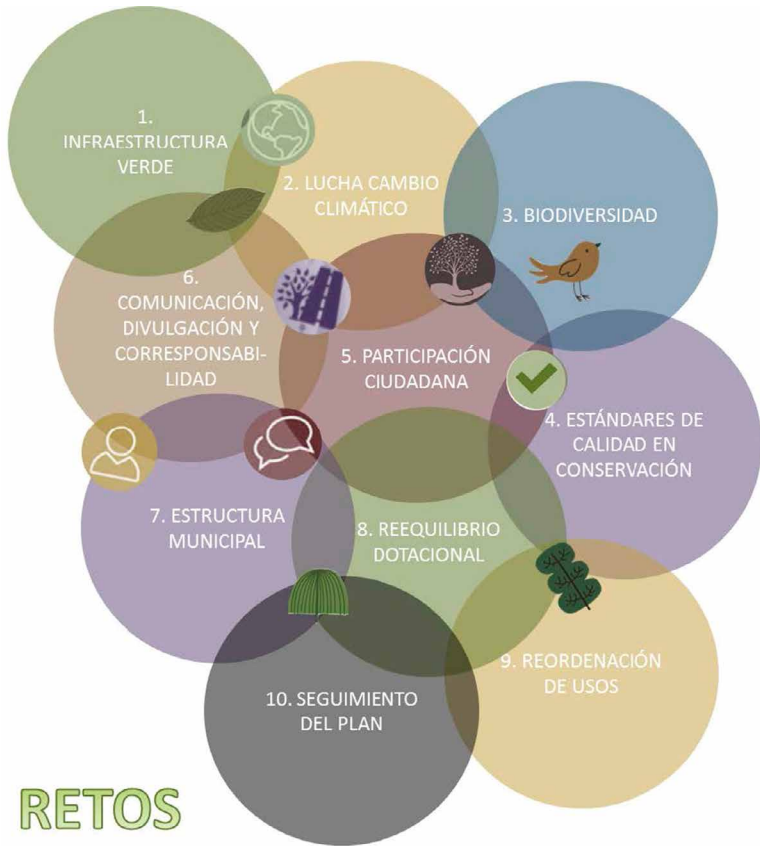 1.
INFRAESTRUCTURA
VERDE
2. LUCHA CAMBIO
CLIMÁTICO
3. BIODIVERSIDAD
6.
COMUNICACIÓN,
DIVULGACIÓN Y
CORRESPONSABI-
LIDAD
5. PARTICIPACIÓN
CIUDADANA
4. ESTÁNDARES DE
CALIDAD EN
CONSERVACIÓN
7. ESTRUCTURA
MUNICIPAL
8. REEQUILIBRIO
DOTACIONAL
9. REORDENACIÓN
DE USOS
10. SEGUIMIENTO
DEL PLAN
RETOS